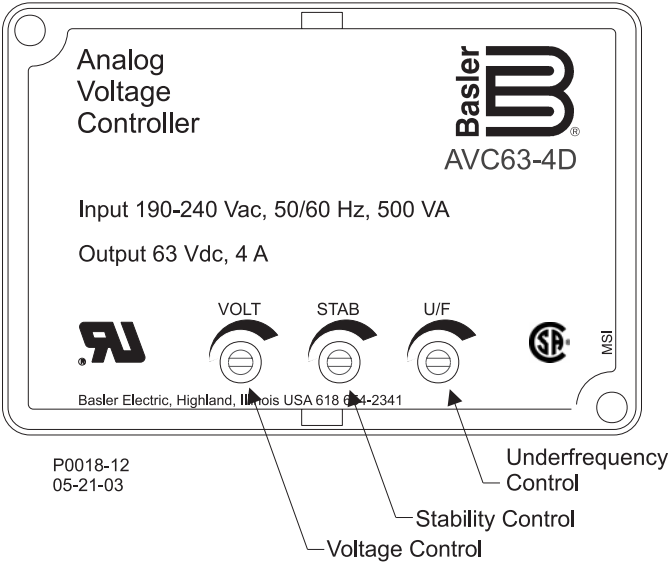 Analog
Voltage
Controller
Basler
B
®
AVC63-4D
Input 190-240 Vac, 50/60 Hz, 500 VA
Output 63 Vdc, 4 A
VOLT STAB U/F
MSI
Basler Electric, Highland, Illinois USA 618 654-2341
P0018-12
05-21-03
Underfrequency
Control
Stability Control
Voltage Control